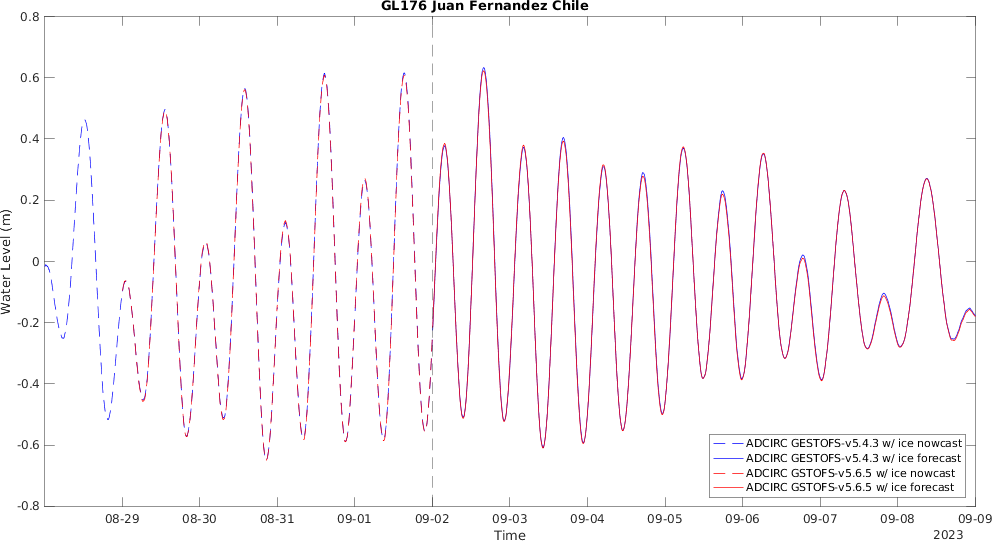 GL176 Juan Fernandez Chile
Water Level (m)
0.8
0.6
0.4
0.2
0
-0.2
-0.4
-0.6
-0.8
ADCIRC GESTOFS-v5.4.3 w/ ice nowcast
ADCIRC GESTOFS-v5.4.3 w/ ice forecast
ADCIRC GSTOFS-v5.6.5 w/ ice nowcast
ADCIRC GSTOFS-v5.6.5 w/ ice forecast
08-29 08-30 08-31 09-01 09-02 09-03 09-04 09-05 09-06 09-07 09-08 09-09
Time
2023